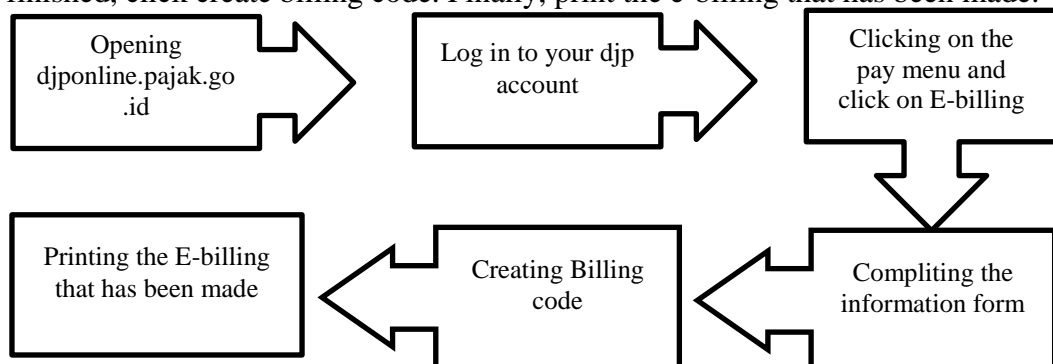 finished, click create billing code. Finally, print the e-billing that has been made.
Opening
djponline.pajak.go
.id
Log in to your djp
account
Clicking on the
pay menu and
click on E-billing
Compliting the
information form
Creating Billing
code
Printing the E-billing
that has been made